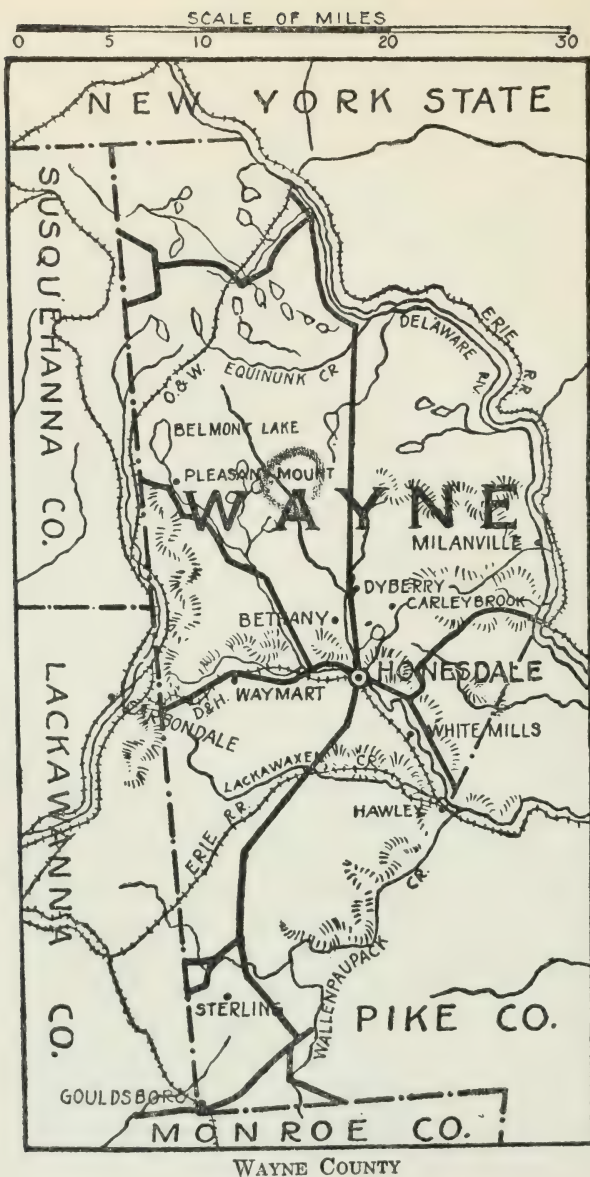 SCALE OF MILES
0 5 10 20 30
NEW YORK STATE
SUSQUEHANNA CO.
ERIE R.R.
DELAWARE RIV.
O.&W.
EQUINUNK CR
BELMONT LAKE
PLEASANT MOUNT
WAYNE
MILANVILLE
DYBERRY
CARLEYBROOK
BETHANY
HONESDALE
WAYMART
D.&H.
CARBONDALE
WHITE MILLS
LACKAWAXEN CR.
HAWLEY
LACKAWANNA CO.
ERIE R.R.
WALLENPAUPACK CR.
STERLING
PIKE CO.
GOULDSBORO
MONROE CO.
WAYNE COUNTY